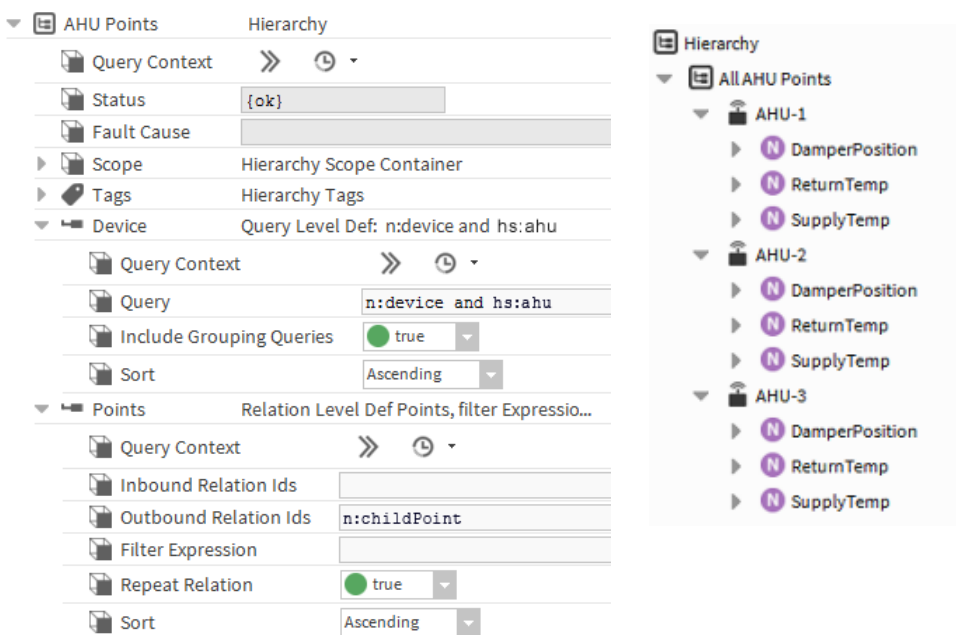 AHU Points Hierarchy
Query Context
Status {ok}
Fault Cause
Scope Hierarchy Scope Container
Tags Hierarchy Tags
Device Query Level Def: n:device and hs:ahu
Query Context
Query n:device and hs:ahu
Include Grouping Queries true
Sort Ascending
Points Relation Level Def Points, filter Expressio...
Query Context
Inbound Relation Ids
Outbound Relation Ids n:childPoint
Filter Expression
Repeat Relation true
Sort Ascending
Hierarchy
All AHU Points
AHU-1
N DamperPosition
N ReturnTemp
N SupplyTemp
AHU-2
N DamperPosition
N ReturnTemp
N SupplyTemp
AHU-3
N DamperPosition
N ReturnTemp
N SupplyTemp